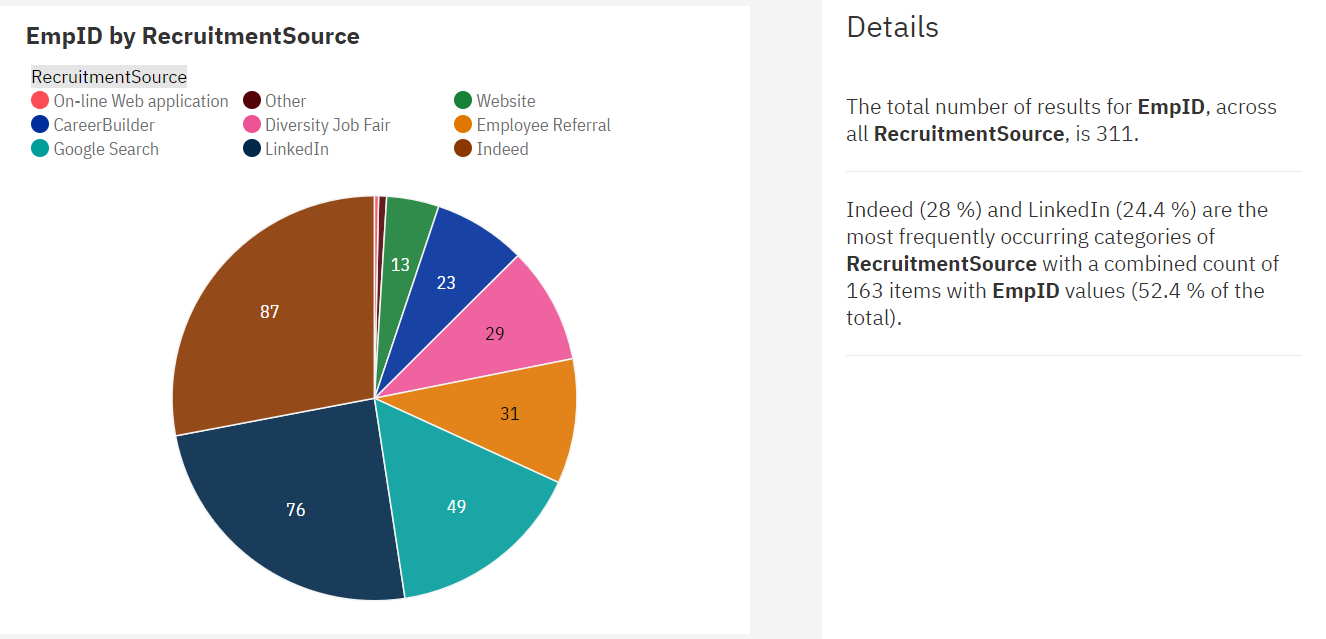 EmpID by RecruitmentSource
RecruitmentSource
On-line Web application Other Website
CareerBuilder Diversity Job Fair Employee Referral
Google Search LinkedIn Indeed
13
23
87
29
31
76
49
Details
The total number of results for EmpID, across
all RecruitmentSource, is 311.
Indeed (28 %) and LinkedIn (24.4 %) are the
most frequently occurring categories of
RecruitmentSource with a combined count of
163 items with EmpID values (52.4 % of the
total).